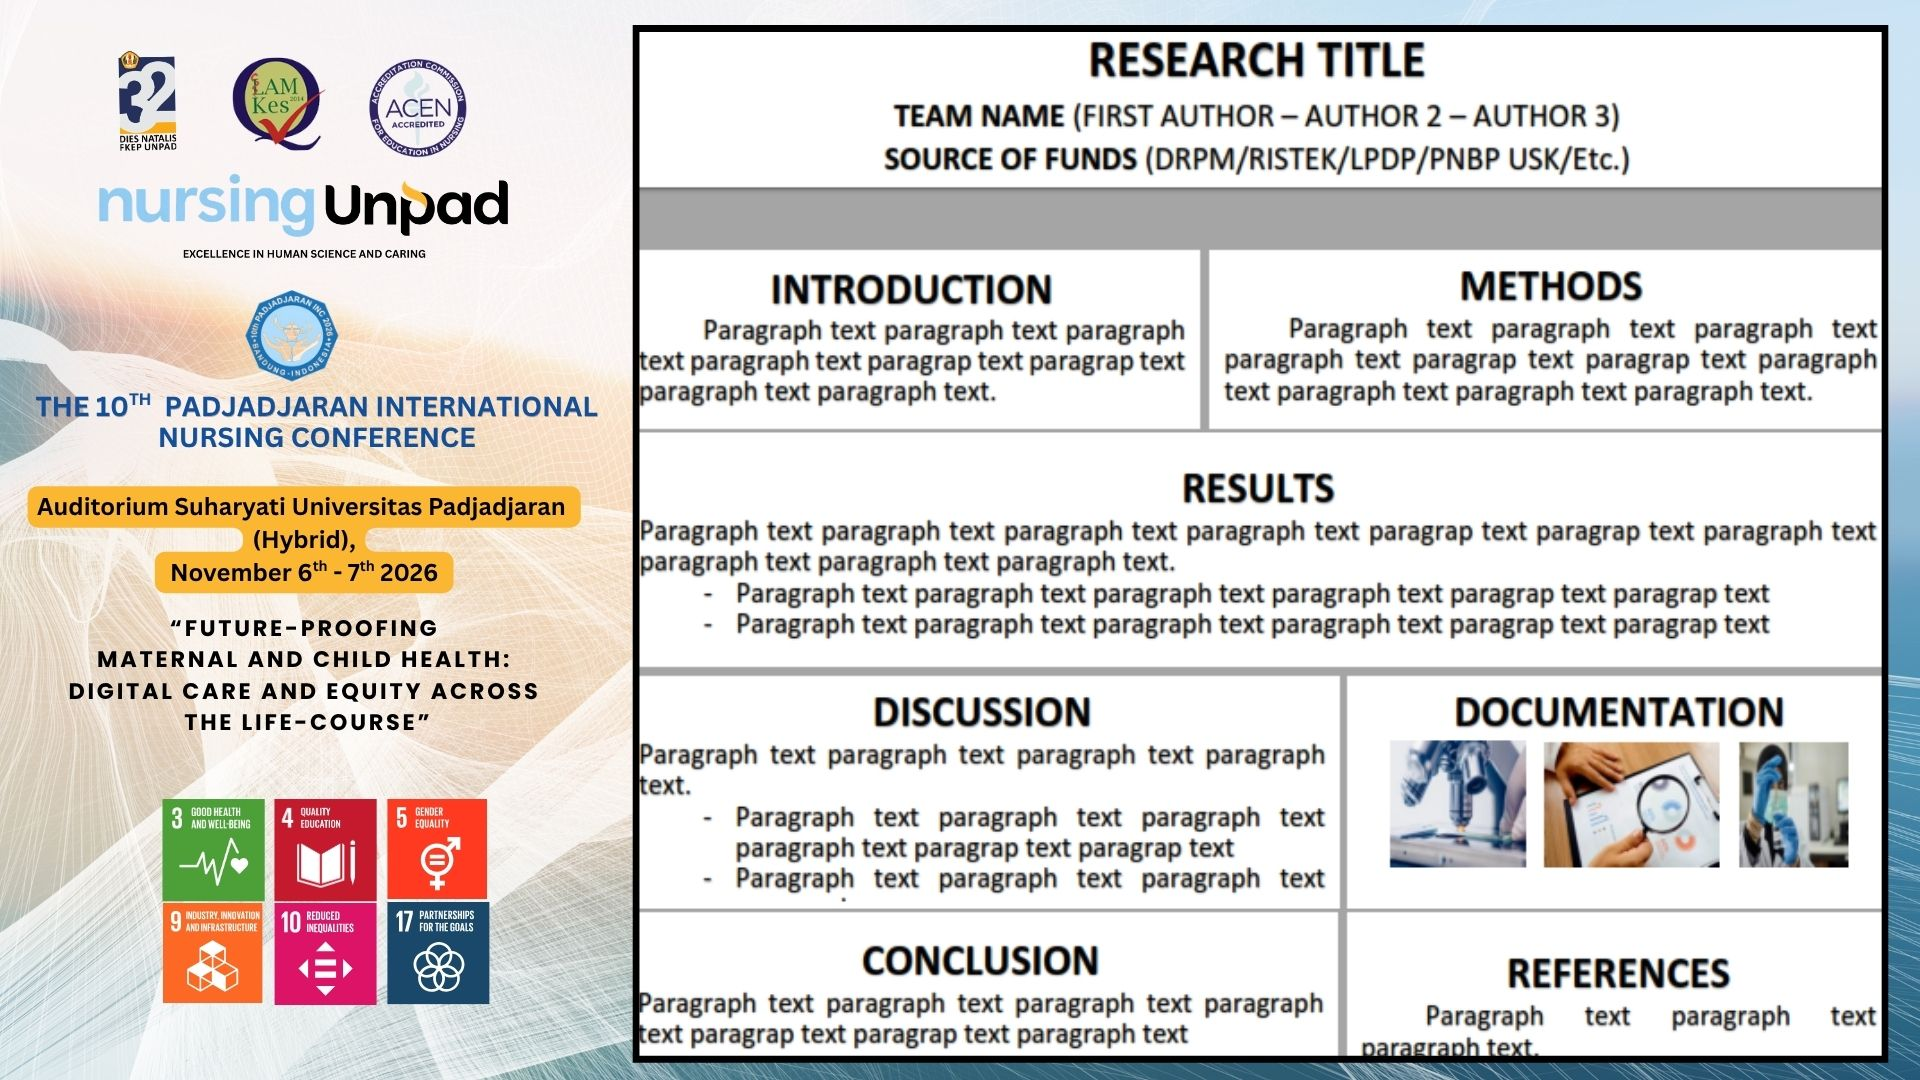 32
DIES NATALIS
FKEP UNPAD
LAM
Kes 2014
ACCREDITATION COMMISSION
FOR EDUCATION IN NURSING
ACEN
ACCREDITED
nursing Unpad
EXCELLENCE IN HUMAN SCIENCE AND CARING
10th PADJADJARAN INC 2026
BANDUNG-INDONESIA
THE 10TH PADJADJARAN INTERNATIONAL
NURSING CONFERENCE
Auditorium Suharyati Universitas Padjadjaran
(Hybrid),
November 6th - 7th 2026
“FUTURE-PROOFING
MATERNAL AND CHILD HEALTH:
DIGITAL CARE AND EQUITY ACROSS
THE LIFE-COURSE”
3 GOOD HEALTH
AND WELL-BEING
4 QUALITY
EDUCATION
5 GENDER
EQUALITY
9 INDUSTRY, INNOVATION
AND INFRASTRUCTURE
10 REDUCED
INEQUALITIES
17 PARTNERSHIPS
FOR THE GOALS
RESEARCH TITLE
TEAM NAME (FIRST AUTHOR – AUTHOR 2 – AUTHOR 3)
SOURCE OF FUNDS (DRPM/RISTEK/LPDP/PNBP USK/Etc.)
INTRODUCTION
Paragraph text paragraph text paragraph
text paragraph text paragrap text paragrap text
paragraph text paragraph text.
METHODS
Paragraph text paragraph text paragraph text
paragraph text paragrap text paragrap text paragraph
text paragraph text paragraph text paragraph text.
RESULTS
Paragraph text paragraph text paragraph text paragraph text paragrap text paragrap text paragraph text
paragraph text paragraph text paragraph text.
- Paragraph text paragraph text paragraph text paragraph text paragrap text paragrap text
- Paragraph text paragraph text paragraph text paragraph text paragrap text paragrap text
DISCUSSION
Paragraph text paragraph text paragraph text paragraph
text.
- Paragraph text paragraph text paragraph text
paragraph text paragrap text paragrap text
- Paragraph text paragraph text paragraph text
DOCUMENTATION
CONCLUSION
Paragraph text paragraph text paragraph text paragraph
text paragrap text paragrap text paragraph text
REFERENCES
Paragraph text paragraph text
paragraph text.